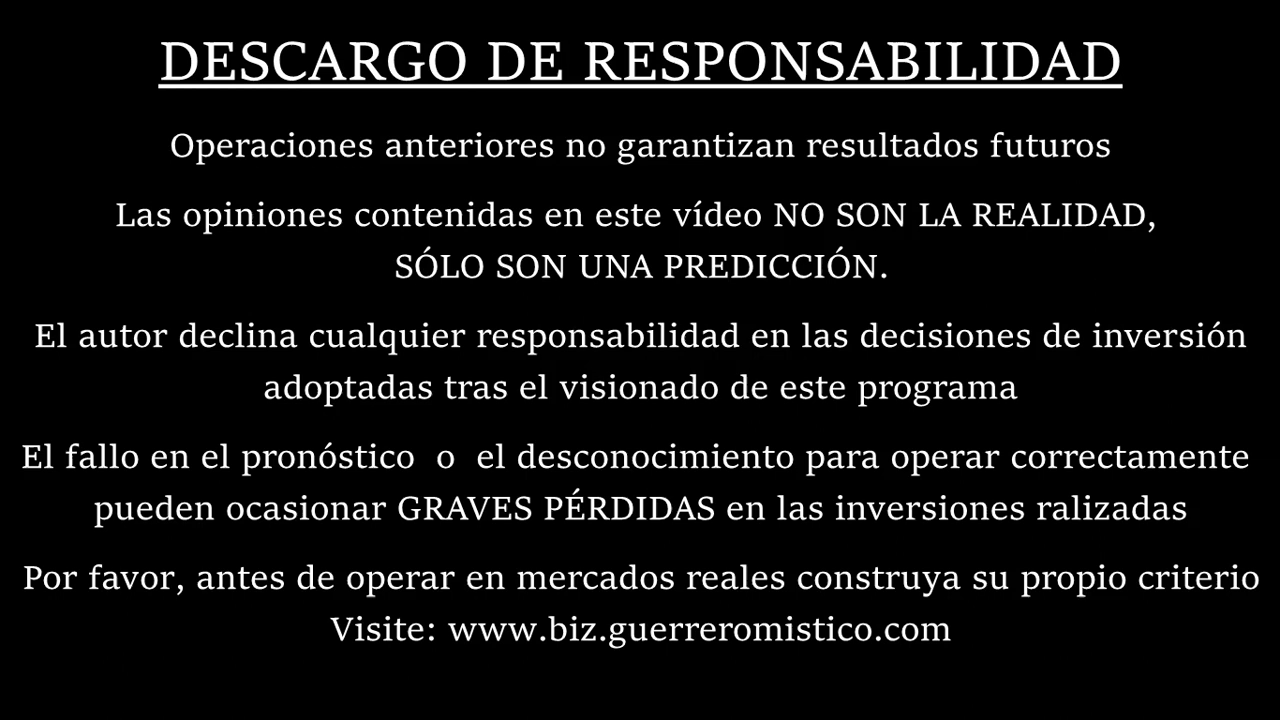 DESCARGO DE RESPONSABILIDAD
Operaciones anteriores no garantizan resultados futuros
Las opiniones contenidas en este vídeo NO SON LA REALIDAD,
SÓLO SON UNA PREDICCIÓN.
El autor declina cualquier responsabilidad en las decisiones de inversión
adoptadas tras el visionado de este programa
El fallo en el pronóstico  o  el desconocimiento para operar correctamente
pueden ocasionar GRAVES PÉRDIDAS en las inversiones ralizadas
Por favor, antes de operar en mercados reales construya su propio criterio
Visite: www.biz.guerreromistico.com